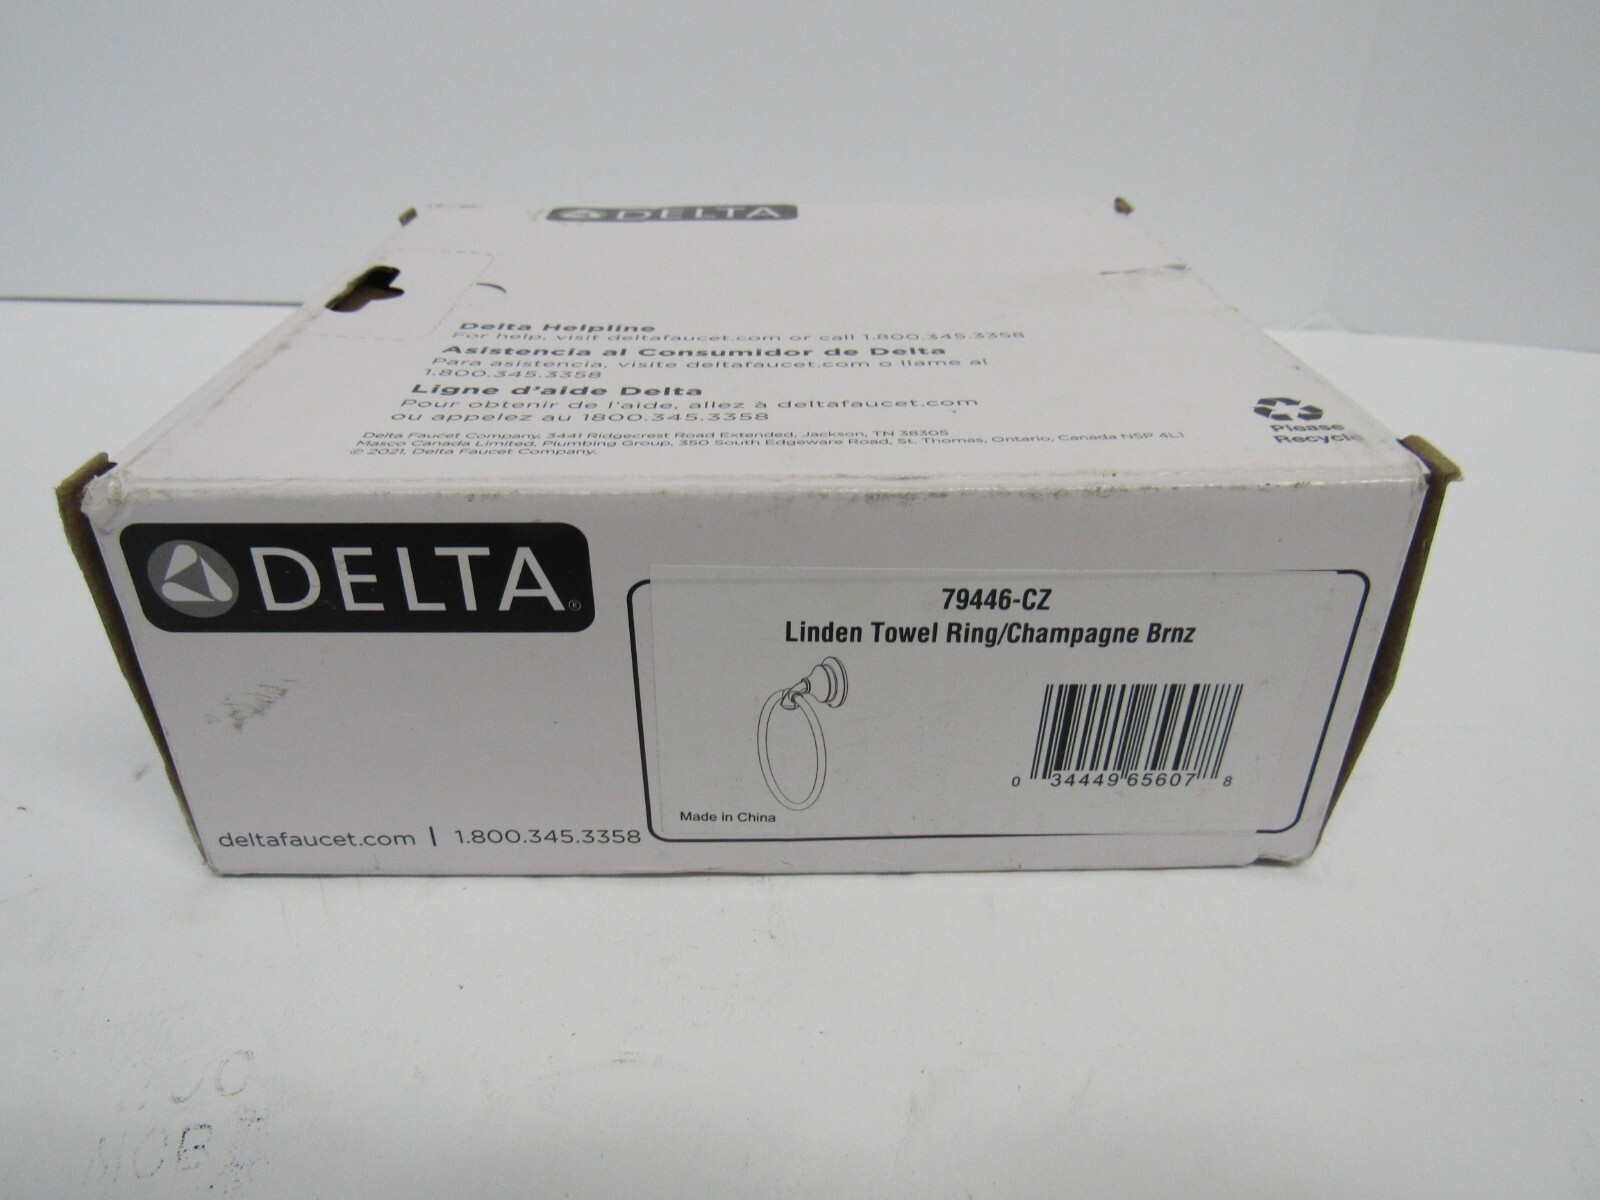 DELTA
Delta Helpline
For help, visit deltafaucet.com or call 1.800.345.3358
Asistencia al Consumidor de Delta
Para asistencia, visite deltafaucet.com o llame al
1.800.345.3358
Ligne d'aide Delta
Pour obtenir de l'aide, allez à deltafaucet.com
ou appelez au 1800.345.3358
Delta Faucet Company, 3441 Ridgecrest Road Extended, Jackson, TN 38305
Masco Canada Limited, Plumbing Group, 350 South Edgeware Road, St. Thomas, Ontario, Canada N5P 4L1
© 2021, Delta Faucet Company.
Please
Recycle
DELTA®
79446-CZ
Linden Towel Ring/Champagne Brnz
0 34449 65607 8
Made in China
deltafaucet.com | 1.800.345.3358